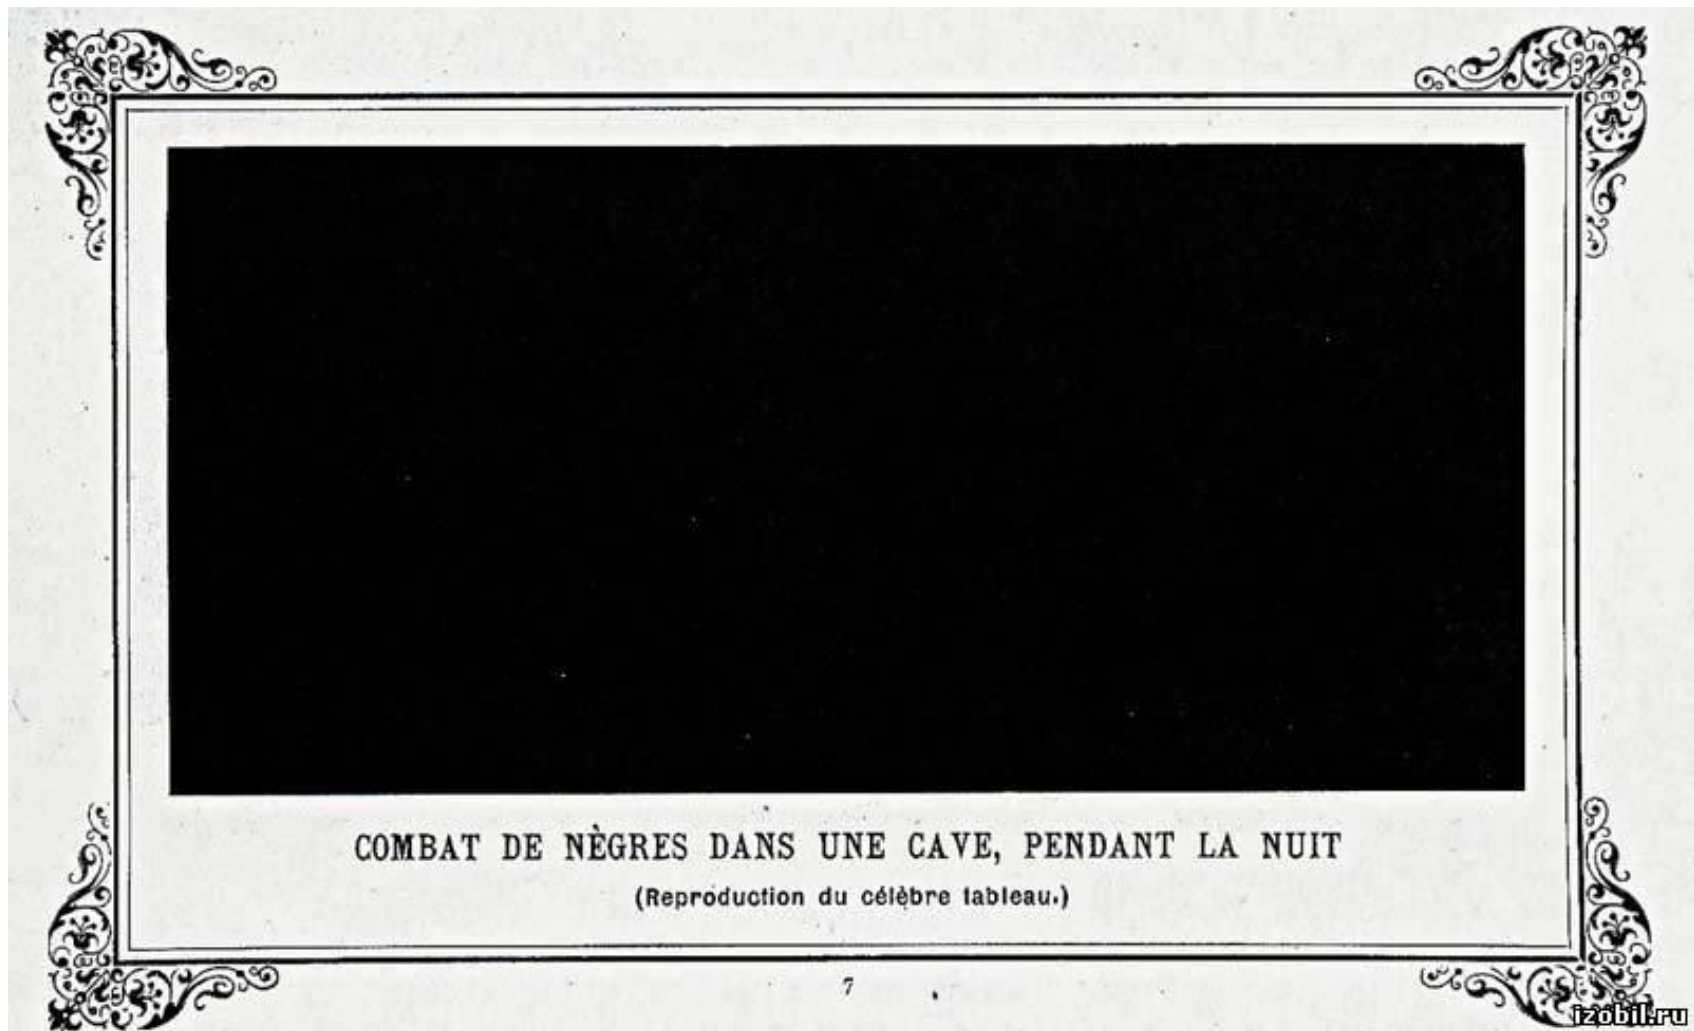 COMBAT DE NÈGRES DANS UNE CAVE, PENDANT LA NUIT
(Reproduction du célèbre tableau.)
7
izobil.ru